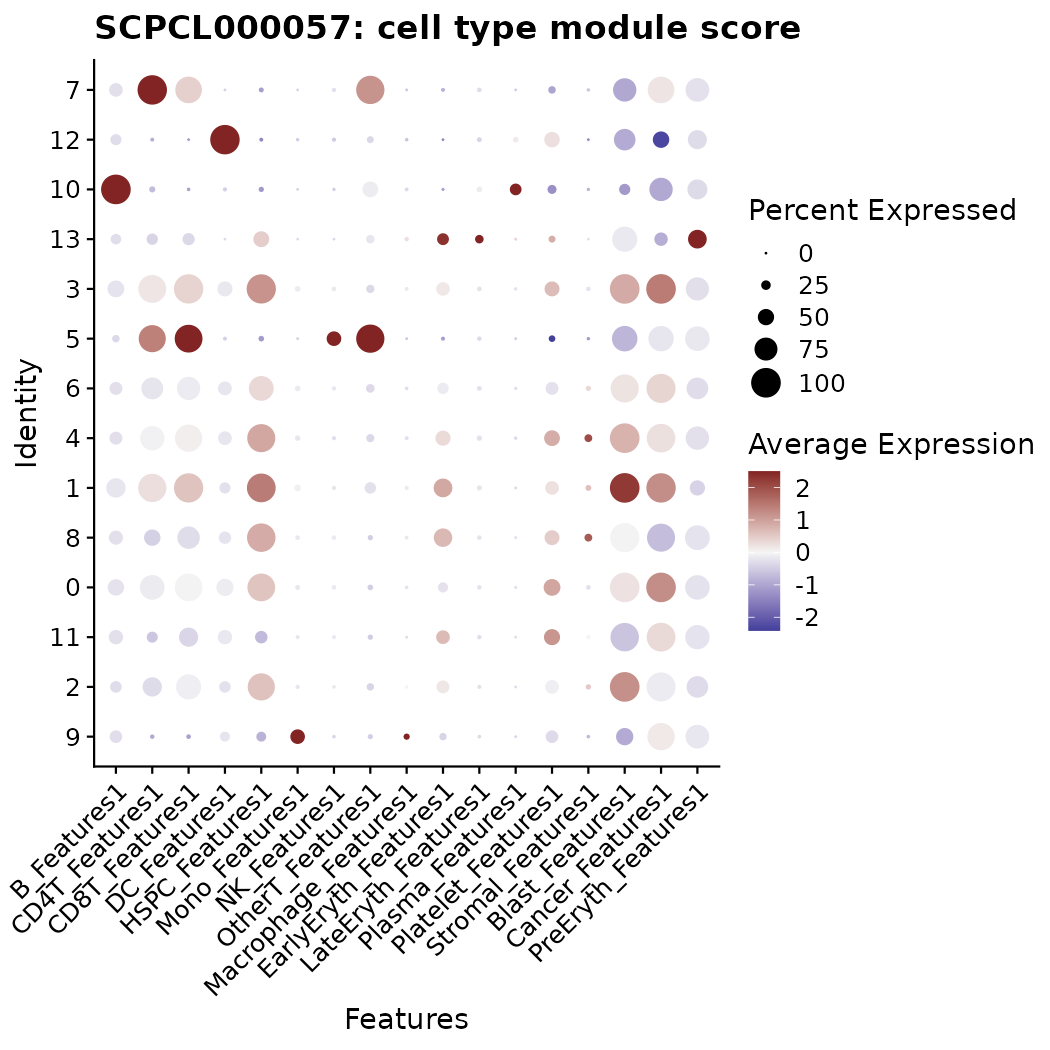 SCPCL000057: cell type module score
7
12
10
13
3
5
6
4
1
8
0
11
2
9
Identity
B_Features1
CD4T_Features1
CD8T_Features1
DC_Features1
HSPC_Features1
Mono_Features1
NK_Features1
OtherT_Features1
Macrophage_Features1
EarlyEryth_Features1
LateEryth_Features1
Plasma_Features1
Platelet_Features1
Stromal_Features1
Blast_Features1
Cancer_Features1
PreEryth_Features1
Features
Percent Expressed
0
25
50
75
100
Average Expression
2
1
0
-1
-2